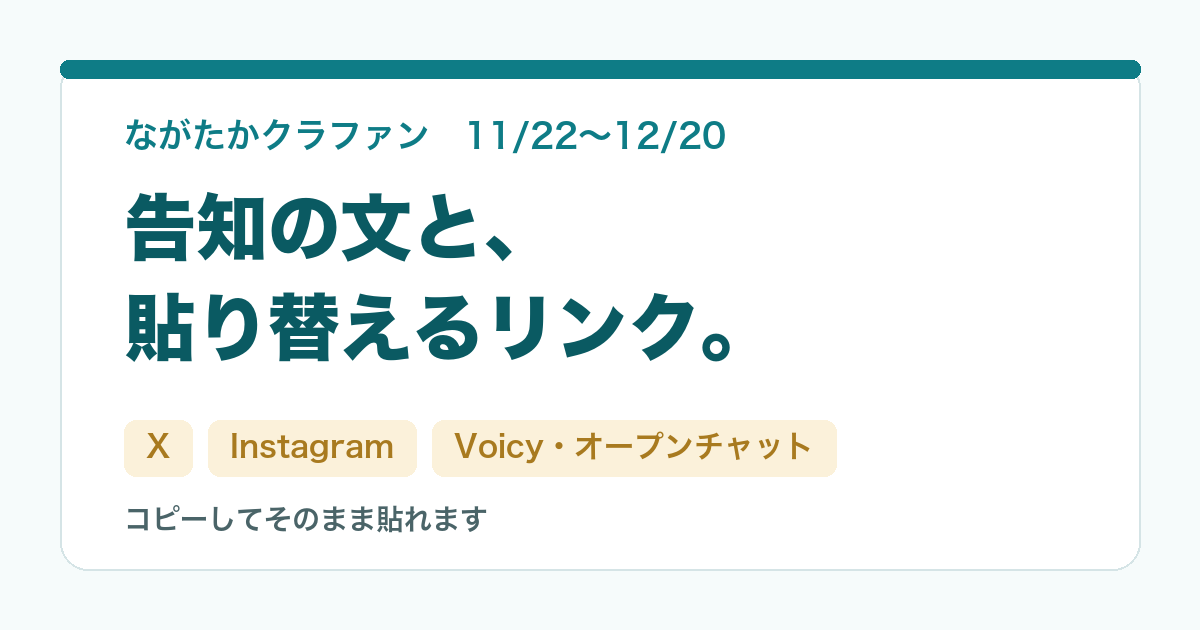 ながたかクラファン　11/22〜12/20
告知の文と、
貼り替えるリンク。
X　Instagram　Voicy・オープンチャット
コピーしてそのまま貼れます